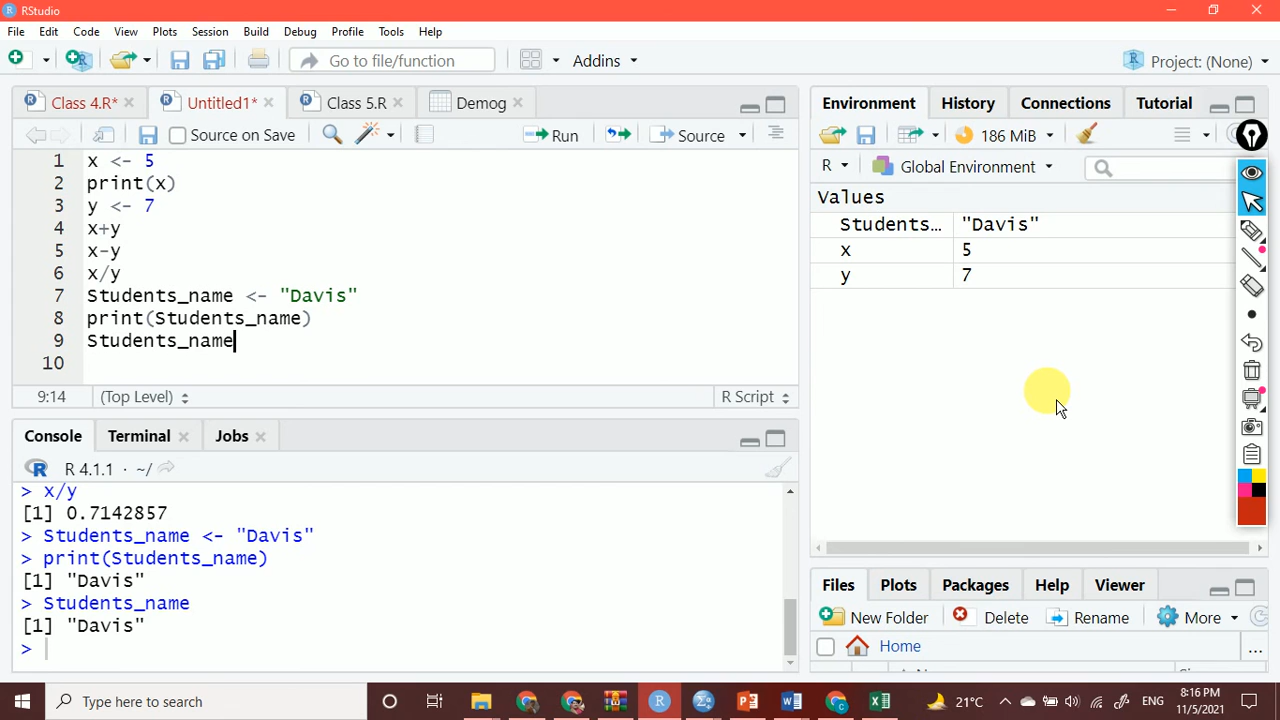 RStudio
File Edit Code View Plots Session Build Debug Profile Tools Help
Go to file/function Addins Project: (None)
Class 4.R* Untitled1* Class 5.R Demog
Source on Save Run Source
1 x <- 5
2 print(x)
3 y <- 7
4 x+y
5 x-y
6 x/y
7 Students_name <- "Davis"
8 print(Students_name)
9 Students_name
10
9:14 (Top Level) R Script
Console Terminal Jobs
R 4.1.1 · ~/
> x/y
[1] 0.7142857
> Students_name <- "Davis"
> print(Students_name)
[1] "Davis"
> Students_name
[1] "Davis"
>
Environment History Connections Tutorial
186 MiB
R Global Environment
Values
Students… "Davis"
x 5
y 7
Files Plots Packages Help Viewer
New Folder Delete Rename More
Home ...
Type here to search 21°C ENG 8:16 PM
11/5/2021